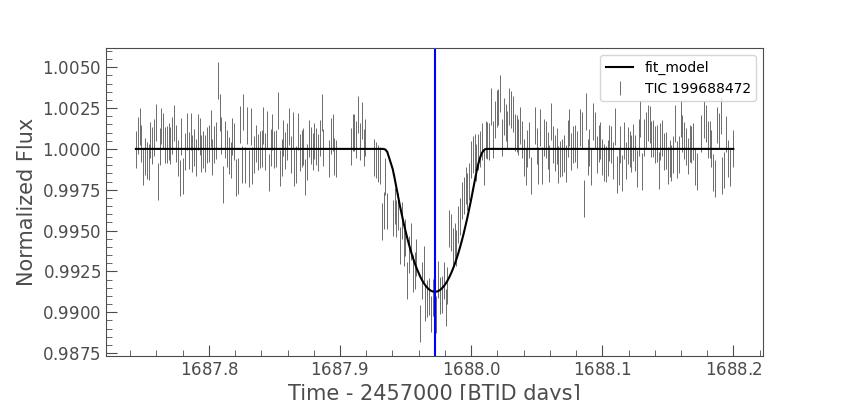 fit_model
TIC 199688472
1.0050
1.0025
1.0000
0.9975
0.9950
0.9925
0.9900
0.9875
Normalized Flux
1687.8 1687.9 1688.0 1688.1 1688.2
Time - 2457000 [BTJD days]